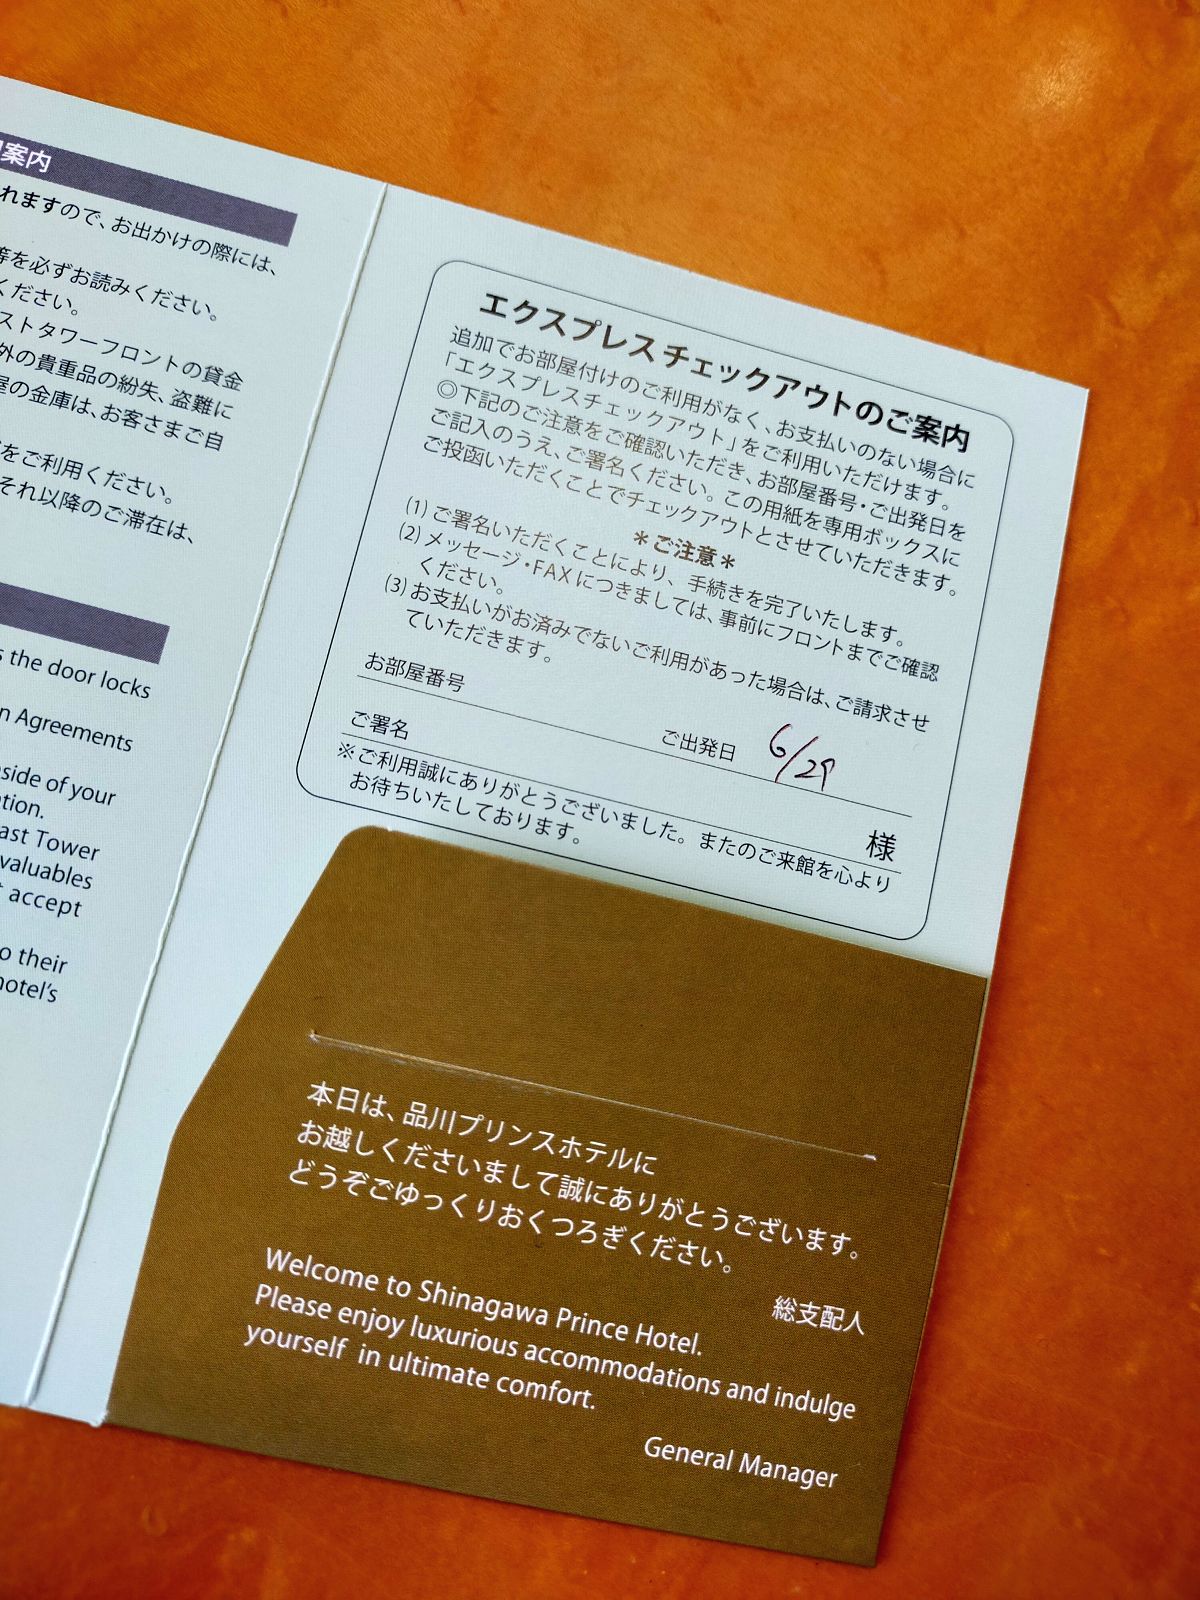 案内
れますので、お出かけの際には、
等を必ずお読みください。
ください。
ストタワーフロントの貸金
外の貴重品の紛失、盗難に
屋の金庫は、お客さまご自
をご利用ください。
それ以降のご滞在は、
s the door locks
n Agreements
side of your
tion.
ast Tower
valuables
accept
o their
hotel's
エクスプレスチェックアウトのご案内
追加でお部屋付けのご利用がなく、お支払いのない場合に
「エクスプレスチェックアウト」をご利用いただけます。
◎下記のご注意をご確認いただき、お部屋番号・ご出発日を
ご記入のうえ、ご署名ください。この用紙を専用ボックスに
ご投函いただくことでチェックアウトとさせていただきます。
＊ご注意＊
(1) ご署名いただくことにより、手続きを完了いたします。
(2) メッセージ・FAXにつきましては、事前にフロントまでご確認
ください。
(3) お支払いがお済みでないご利用があった場合は、ご請求させ
ていただきます。
お部屋番号
ご出発日 6/29
ご署名
様
※ご利用誠にありがとうございました。またのご来館を心より
お待ちいたしております。
本日は、品川プリンスホテルに
お越しくださいまして誠にありがとうございます。
どうぞごゆっくりおくつろぎください。
総支配人
Welcome to Shinagawa Prince Hotel.
Please enjoy luxurious accommodations and indulge
yourself in ultimate comfort.
General Manager